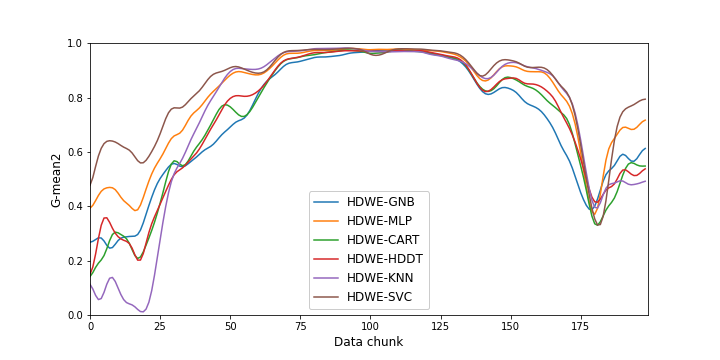 1.0
0.8
0.6
0.4
0.2
0.0
G-mean2
HDWE-GNB
HDWE-MLP
HDWE-CART
HDWE-HDDT
HDWE-KNN
HDWE-SVC
0 25 50 75 100 125 150 175
Data chunk